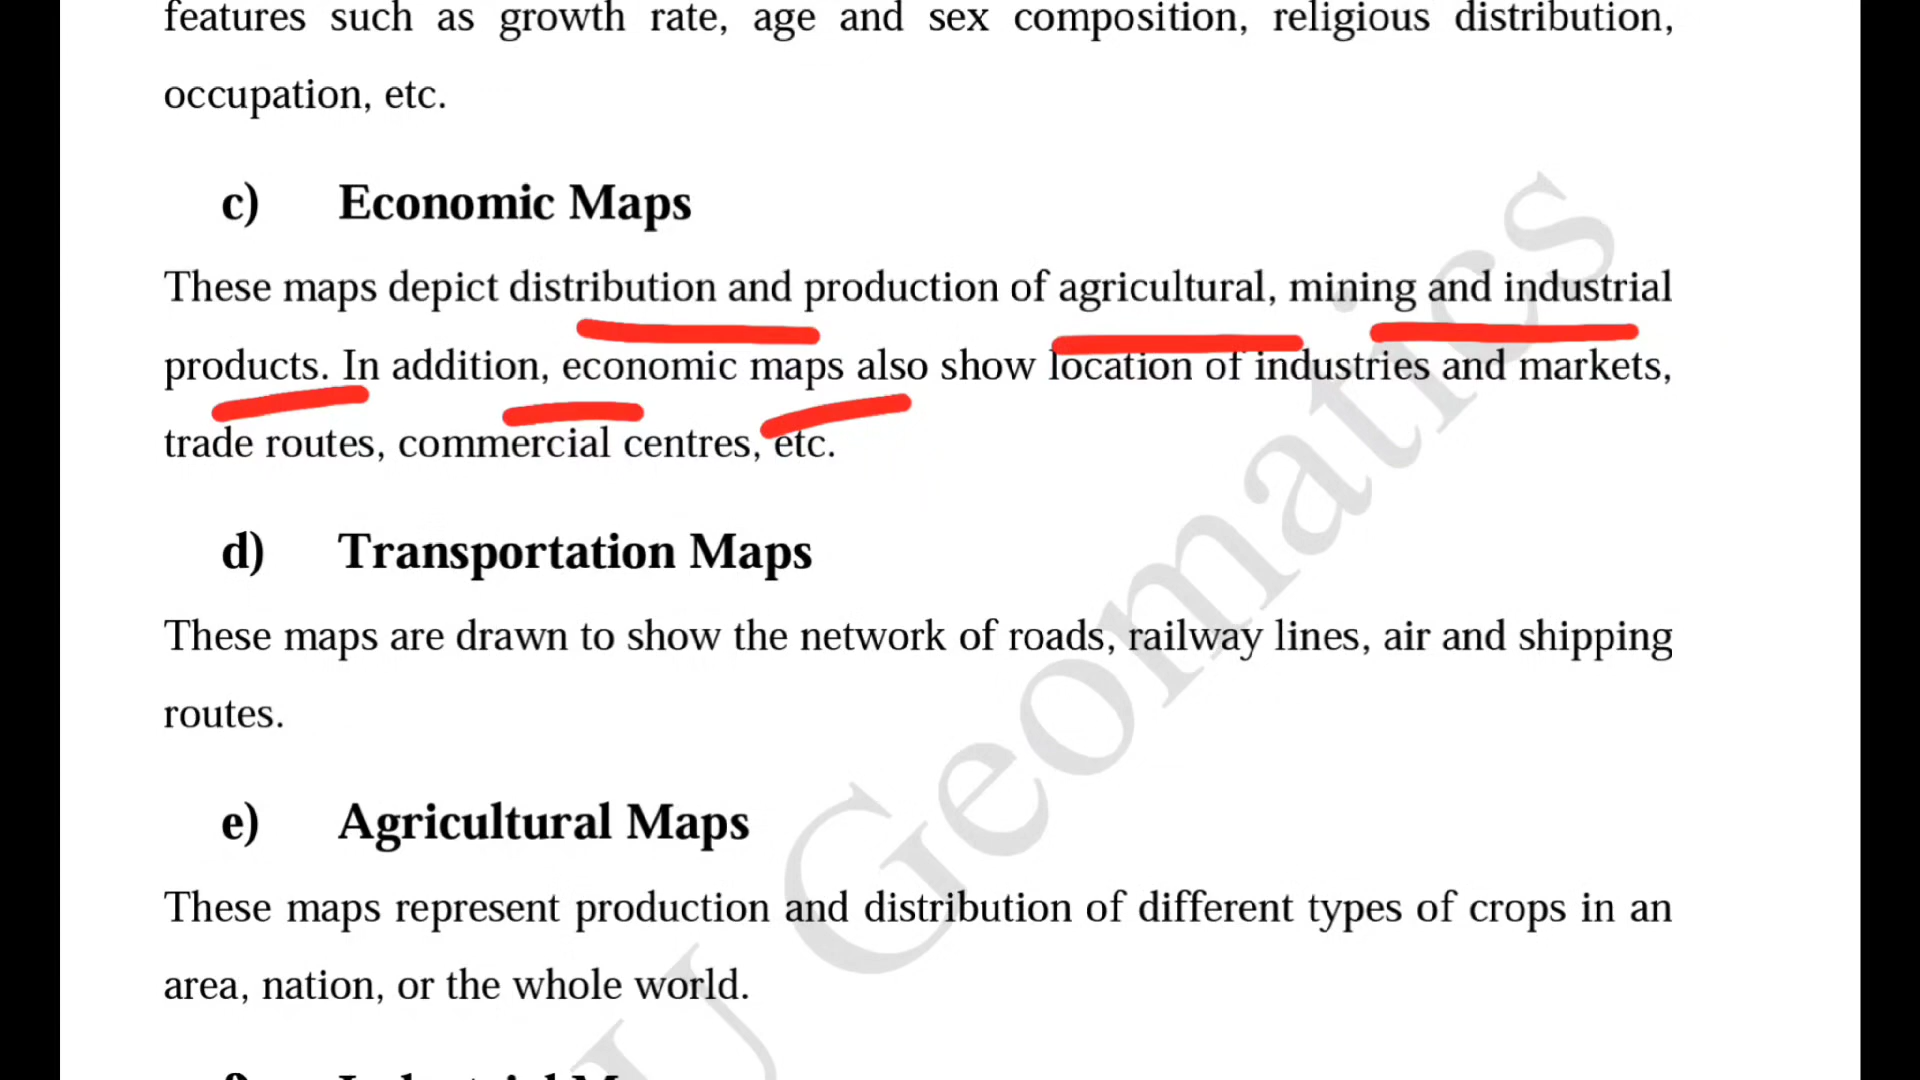 features such as growth rate, age and sex composition, religious distribution,
occupation, etc.
c) Economic Maps
These maps depict distribution and production of agricultural, mining and industrial
products. In addition, economic maps also show location of industries and markets,
trade routes, commercial centres, etc.
d) Transportation Maps
These maps are drawn to show the network of roads, railway lines, air and shipping
routes.
e) Agricultural Maps
These maps represent production and distribution of different types of crops in an
area, nation, or the whole world.
U Geomatics